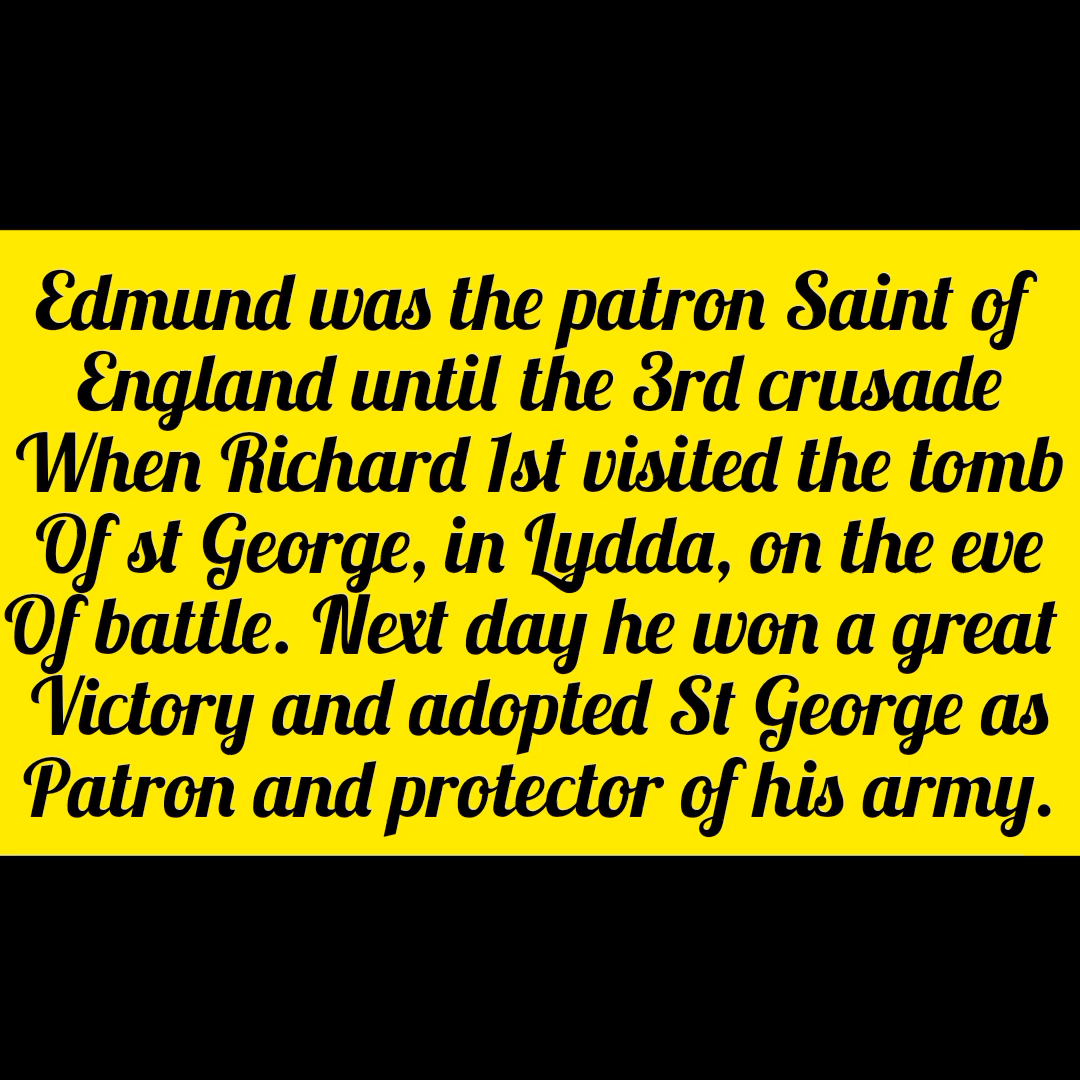 Edmund was the patron Saint of
England until the 3rd crusade
When Richard 1st visited the tomb
Of st George, in Lydda, on the eve
Of battle. Next day he won a great
Victory and adopted St George as
Patron and protector of his army.